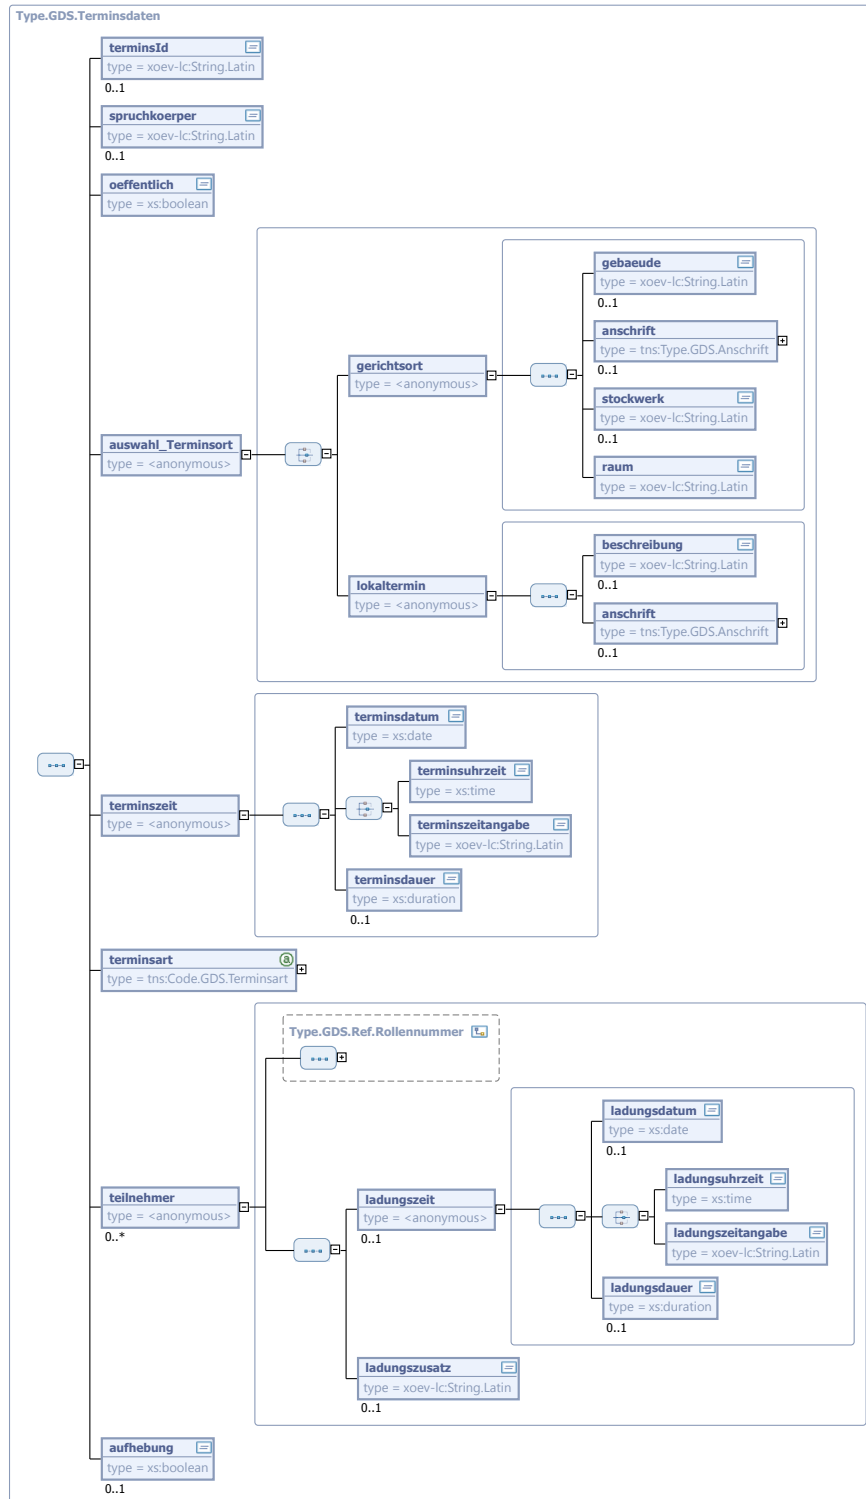 Type.GDS.Terminsdaten
terminsId
type = xoev-lc:String.Latin
0..1
spruchkoerper
type = xoev-lc:String.Latin
0..1
oeffentlich
type = xs:boolean
auswahl_Terminsort
type = <anonymous>
gerichtsort
type = <anonymous>
gebaeude
type = xoev-lc:String.Latin
0..1
anschrift
type = tns:Type.GDS.Anschrift
0..1
stockwerk
type = xoev-lc:String.Latin
0..1
raum
type = xoev-lc:String.Latin
lokaltermin
type = <anonymous>
beschreibung
type = xoev-lc:String.Latin
0..1
anschrift
type = tns:Type.GDS.Anschrift
0..1
terminszeit
type = <anonymous>
terminsdatum
type = xs:date
terminsuhrzeit
type = xs:time
terminszeitangabe
type = xoev-lc:String.Latin
terminsdauer
type = xs:duration
0..1
terminsart
type = tns:Code.GDS.Terminsart
teilnehmer
type = <anonymous>
0..*
Type.GDS.Ref.Rollennummer
ladungszeit
type = <anonymous>
0..1
ladungsdatum
type = xs:date
0..1
ladungsuhrzeit
type = xs:time
ladungszeitangabe
type = xoev-lc:String.Latin
ladungsdauer
type = xs:duration
0..1
ladungszusatz
type = xoev-lc:String.Latin
0..1
aufhebung
type = xs:boolean
0..1